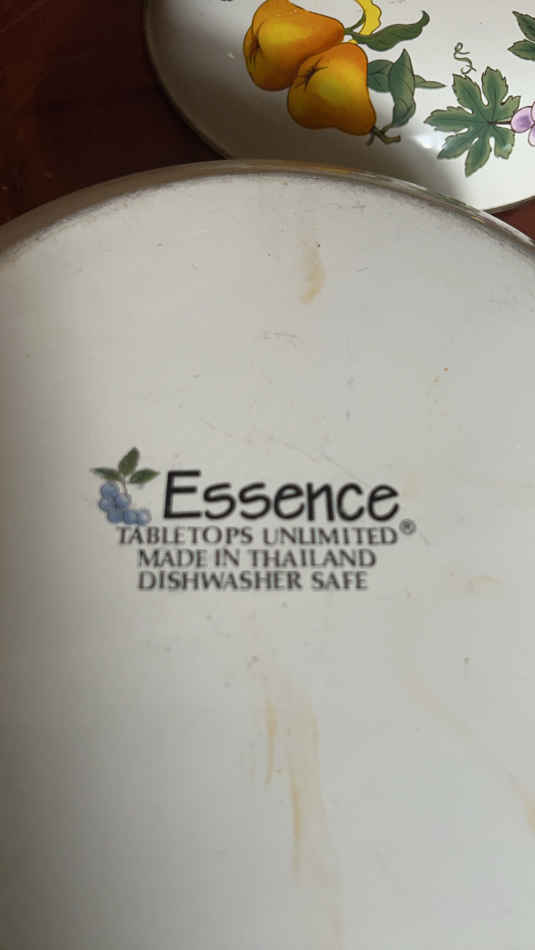 Essence
TABLETOPS UNLIMITED®
MADE IN THAILAND
DISHWASHER SAFE